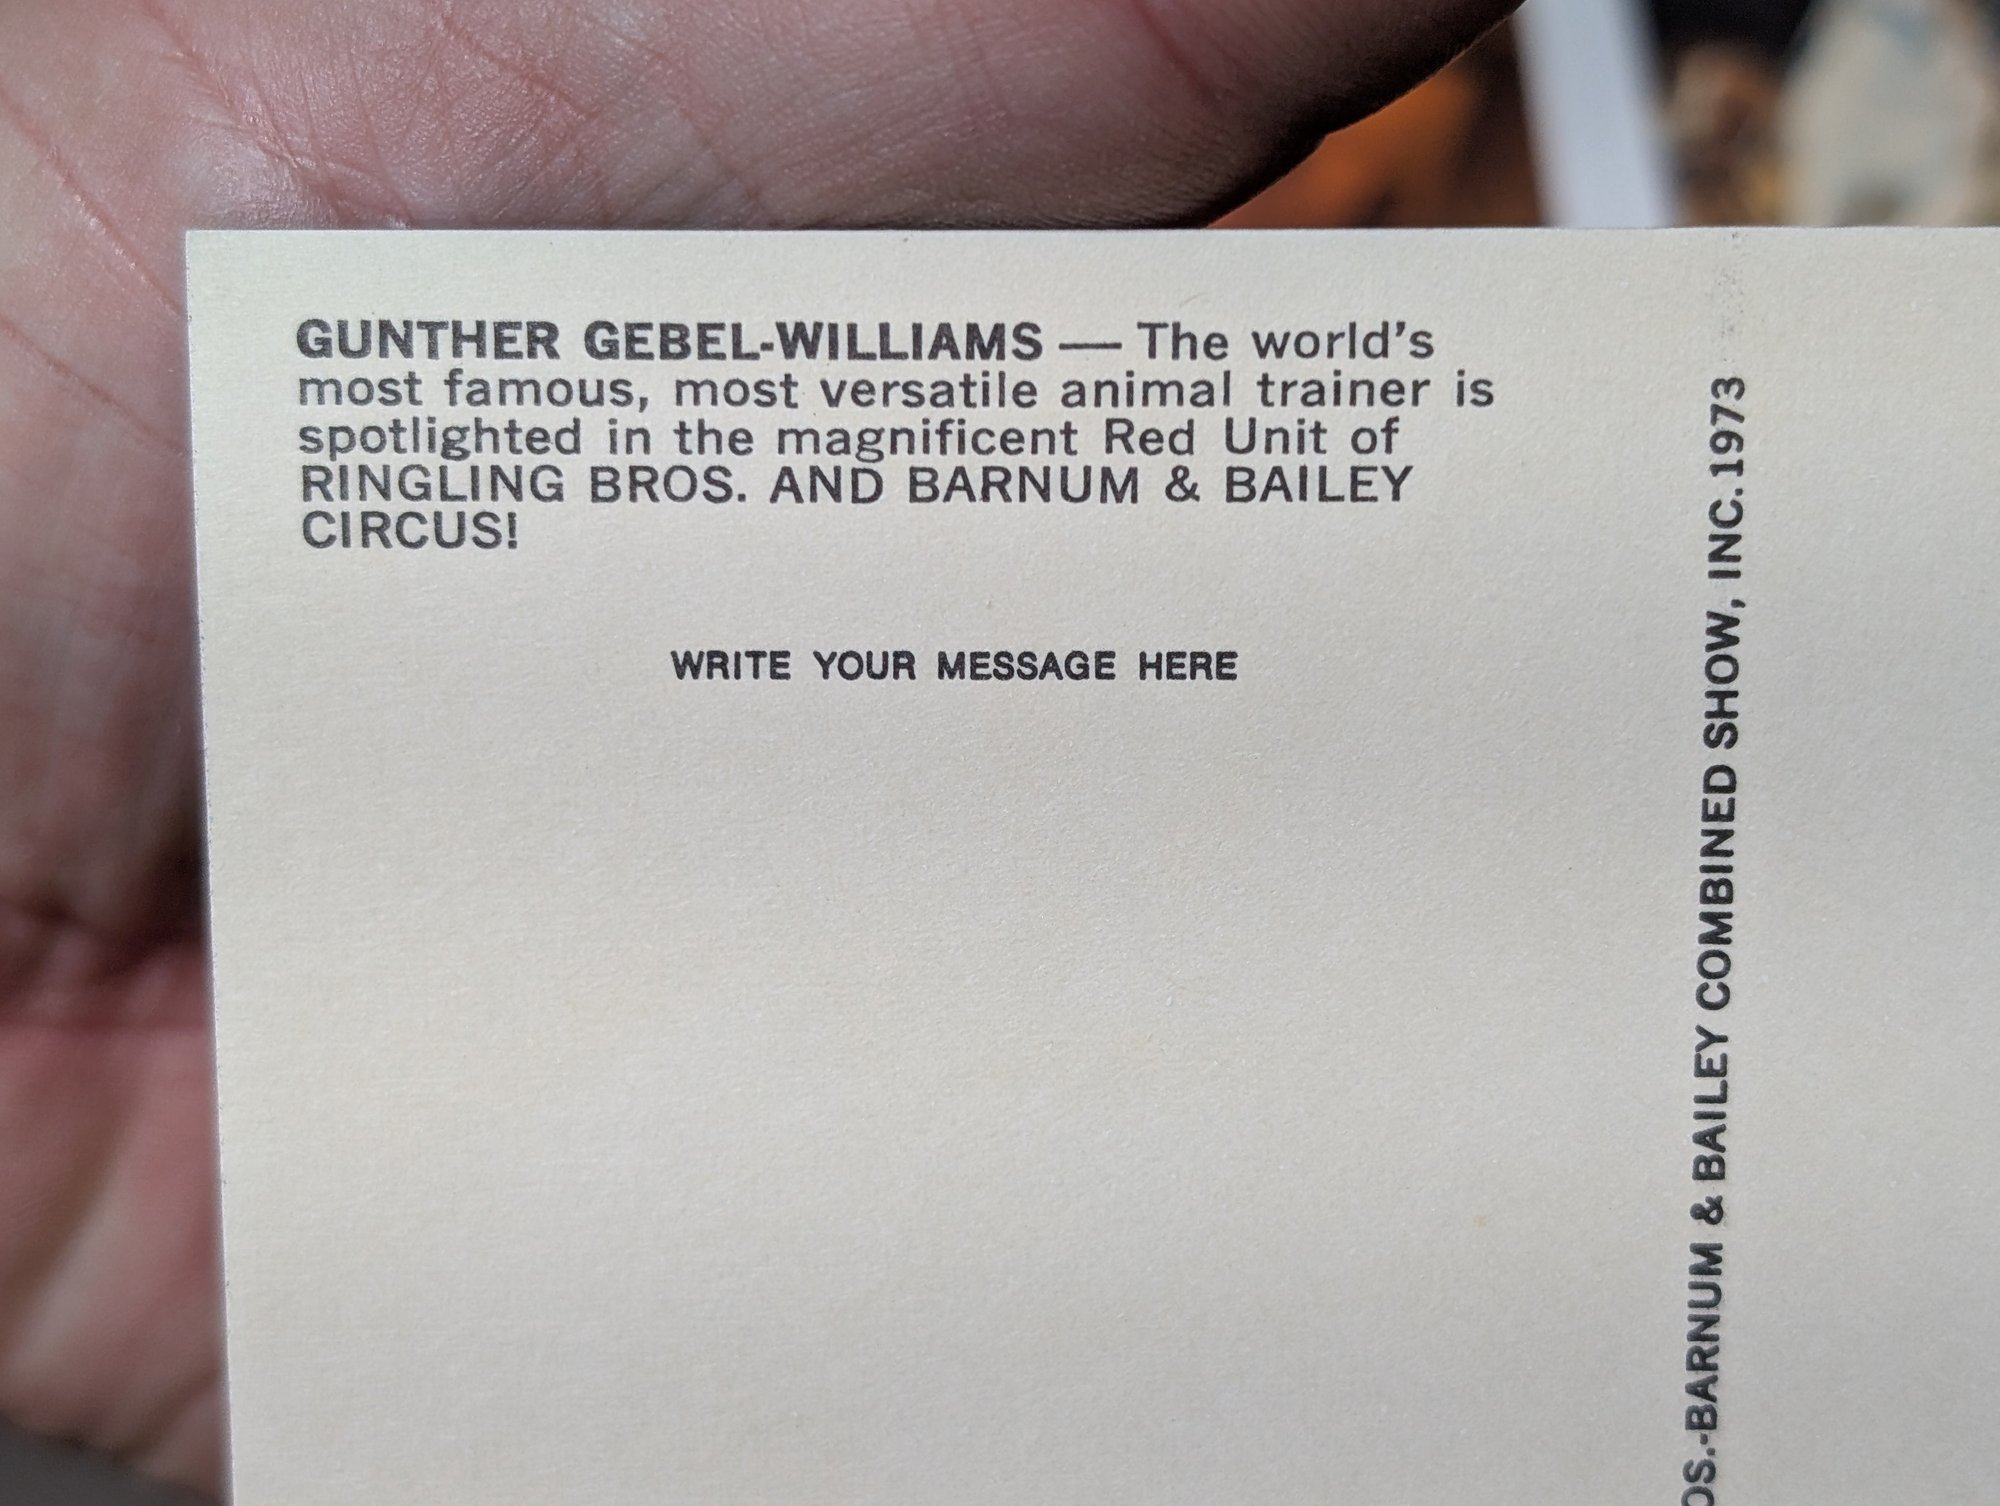 GUNTHER GEBEL-WILLIAMS — The world's
most famous, most versatile animal trainer is
spotlighted in the magnificent Red Unit of
RINGLING BROS. AND BARNUM & BAILEY
CIRCUS!
WRITE YOUR MESSAGE HERE
OS.-BARNUM & BAILEY COMBINED SHOW, INC. 1973